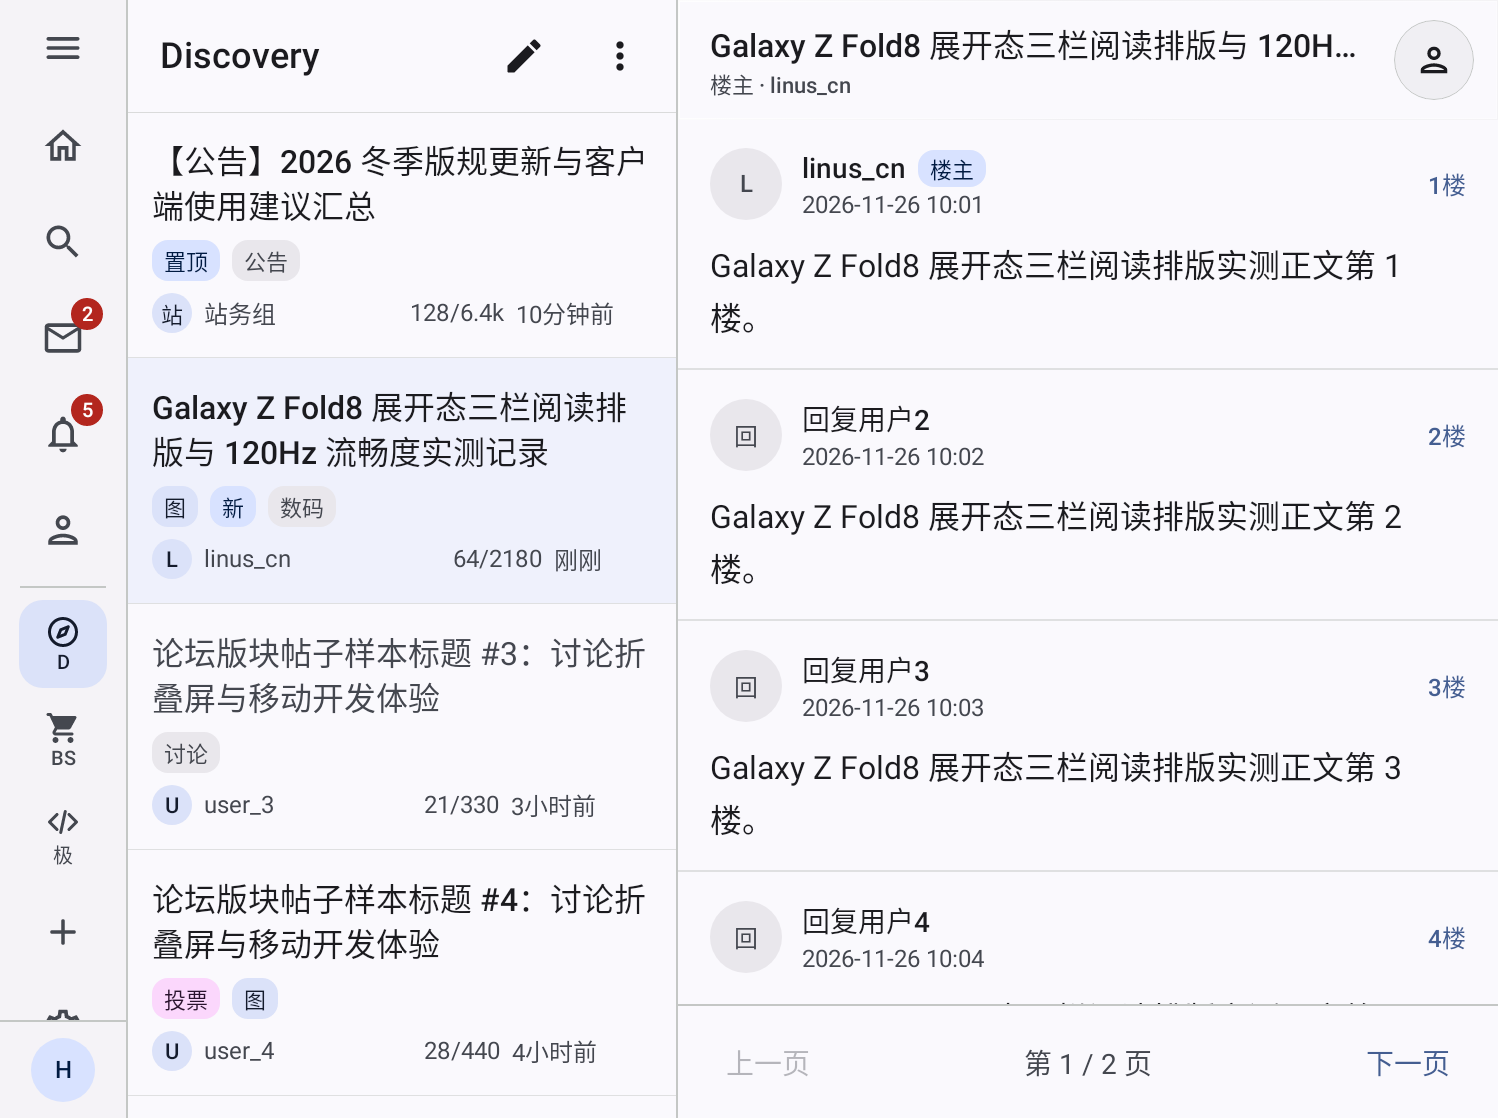 2
5
D
BS
极
H
Discovery
【公告】2026 冬季版规更新与客户
端使用建议汇总
置顶 公告
站 站务组 128/6.4k 10分钟前
Galaxy Z Fold8 展开态三栏阅读排
版与 120Hz 流畅度实测记录
图 新 数码
L linus_cn 64/2180 刚刚
论坛版块帖子样本标题 #3：讨论折
叠屏与移动开发体验
讨论
U user_3 21/330 3小时前
论坛版块帖子样本标题 #4：讨论折
叠屏与移动开发体验
投票 图
U user_4 28/440 4小时前
Galaxy Z Fold8 展开态三栏阅读排版与 120H...
楼主 · linus_cn
L linus_cn 楼主 1楼
2026-11-26 10:01
Galaxy Z Fold8 展开态三栏阅读排版实测正文第 1
楼。
回 回复用户2 2楼
2026-11-26 10:02
Galaxy Z Fold8 展开态三栏阅读排版实测正文第 2
楼。
回 回复用户3 3楼
2026-11-26 10:03
Galaxy Z Fold8 展开态三栏阅读排版实测正文第 3
楼。
回 回复用户4 4楼
2026-11-26 10:04
上一页 第 1 / 2 页 下一页